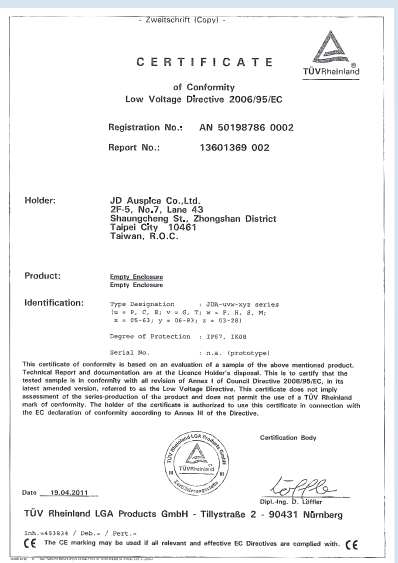 - Zweitschrift (Copy) -
CERTIFICATE
TÜVRheinland
®
of Conformity
Low Voltage Directive 2006/95/EC
Registration No.: AN 50198786 0002
Report No.: 13601369 002
Holder: JD Auspice Co.,Ltd.
2F-5, No.7, Lane 43
Shaungcheng St., Zhongshan District
Taipei City 10461
Taiwan, R.O.C.
Product: Empty Enclosure
Empty Enclosure
Identification: Type Designation : JDA-uvw-xyz series
(u = P, C, E; v = G, T; w = P, H, S, M;
x = 05-63; y = 06-83; z = 03-28)
Degree of Protection : IP67, IK08
Serial No. : n.a. (prototype)
This certificate of conformity is based on an evaluation of a sample of the above mentioned product.
Technical Report and documentation are at the Licence Holder's disposal. This is to certify that the
tested sample is in conformity with all revision of Annex I of Council Directive 2006/95/EC, in its
latest amended version, referred to as the Low Voltage Directive. This certificate does not imply
assessment of the series-production of the product and does not permit the use of a TÜV Rheinland
mark of conformity. The holder of the certificate is authorized to use this certificate in connection with
the EC declaration of conformity according to Annex III of the Directive.
TÜV Rheinland LGA Products GmbH
TÜVRheinland
Zertifizierungsstelle
Certification Body
Date 19.04.2011
Dipl.-Ing. D. Löffler
TÜV Rheinland LGA Products GmbH - Tillystraße 2 - 90431 Nürnberg
Inh.=453834 / Deb.= / Fert.=
CE The CE marking may be used if all relevant and effective EC Directives are complied with. CE